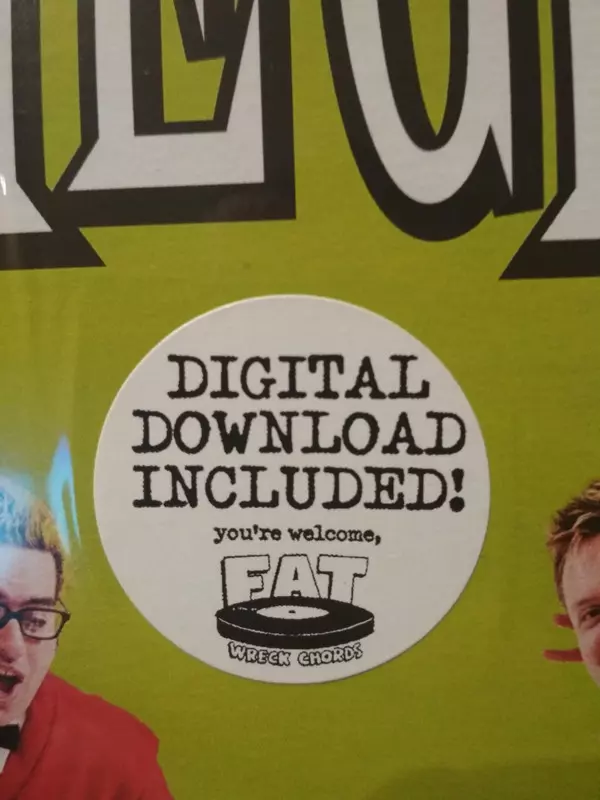 DIGITAL
DOWNLOAD
INCLUDED!
you're welcome,
FAT
WRECK CHORDS